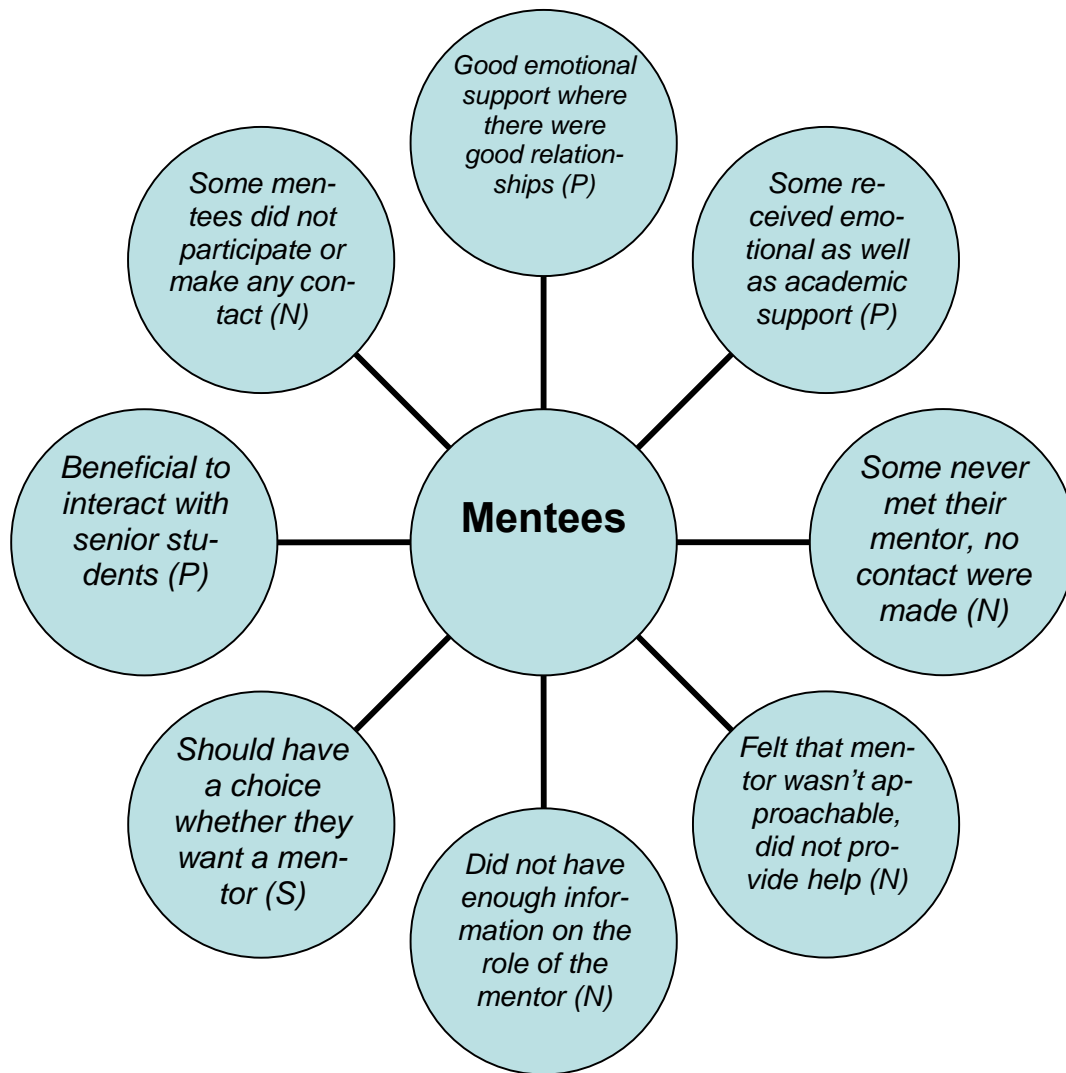 Good emotional
support where
there were
good relation-
ships (P)
Some re-
ceived emo-
tional as well
as academic
support (P)
Some never
met their
mentor, no
contact were
made (N)
Felt that men-
tor wasn’t ap-
proachable,
did not pro-
vide help (N)
Did not have
enough infor-
mation on the
role of the
mentor (N)
Should have
a choice
whether they
want a men-
tor (S)
Beneficial to
interact with
senior stu-
dents (P)
Some men-
tees did not
participate or
make any con-
tact (N)
Mentees